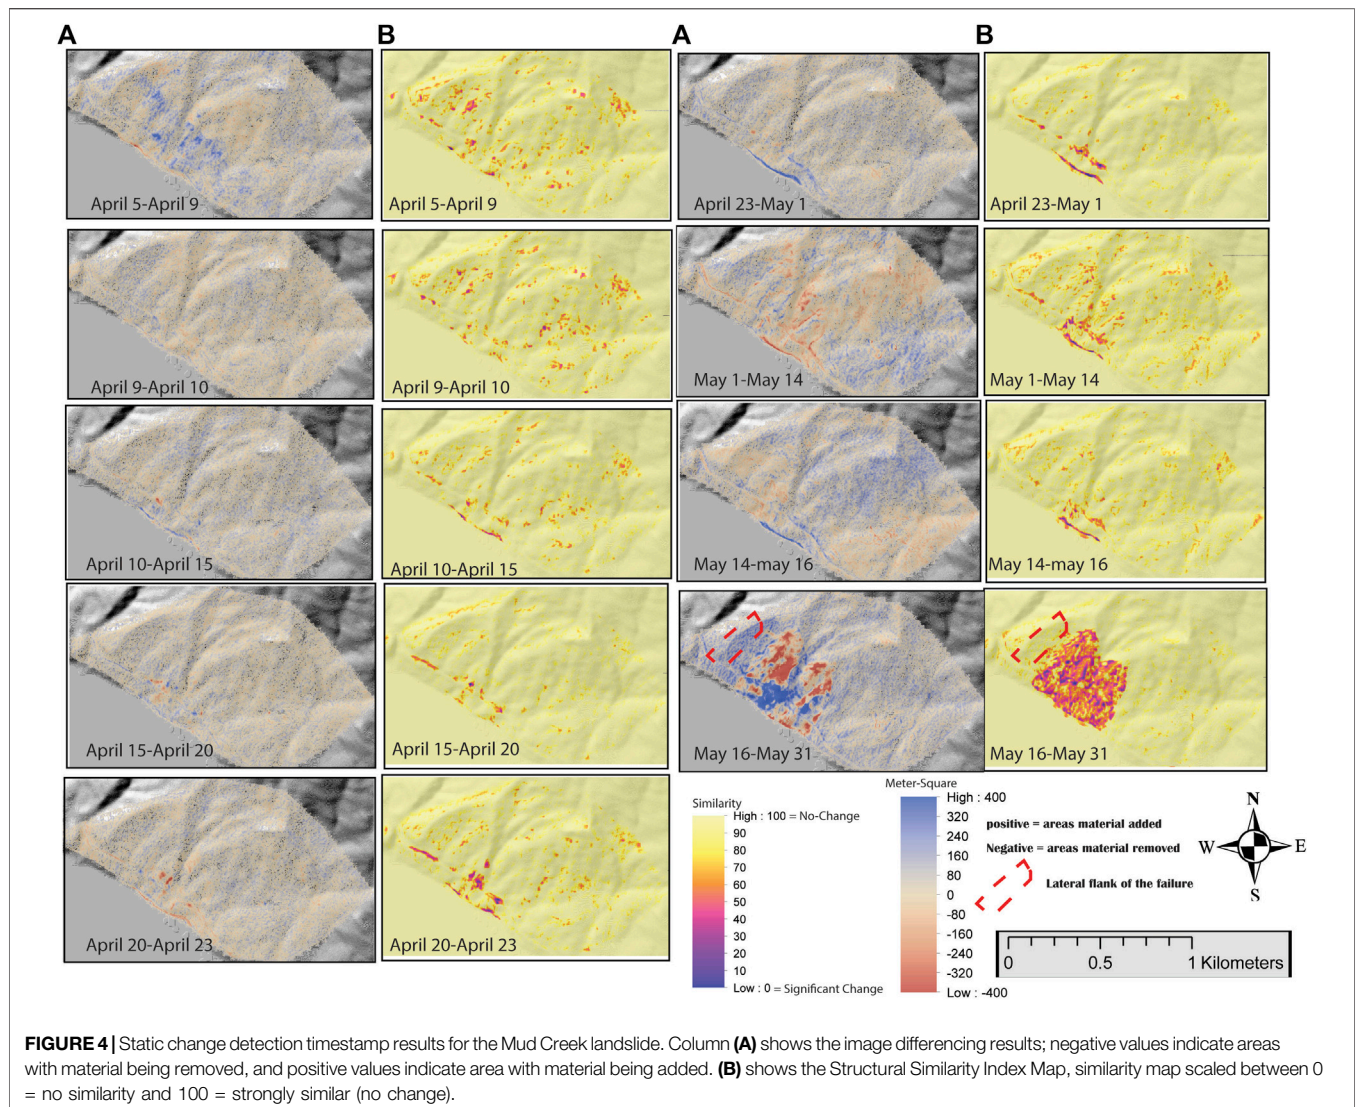 A
B
A
B
April 5-April 9
April 5-April 9
April 23-May 1
April 23-May 1
April 9-April 10
April 9-April 10
May 1-May 14
May 1-May 14
April 10-April 15
April 10-April 15
May 14-may 16
May 14-may 16
April 15-April 20
April 15-April 20
May 16-May 31
May 16-May 31
April 20-April 23
April 20-April 23
Similarity
High : 100 = No-Change
90
80
70
60
50
40
30
20
10
Low : 0 = Significant Change
Meter-Square
High : 400
320
240
160
80
0
-80
-160
-240
-320
Low : -400
positive = areas material added
Negative = areas material removed
Lateral flank of the failure
N
W
E
S
0
0.5
1 Kilometers
FIGURE 4 | Static change detection timestamp results for the Mud Creek landslide. Column (A) shows the image differencing results; negative values indicate areas
with material being removed, and positive values indicate area with material being added. (B) shows the Structural Similarity Index Map, similarity map scaled between 0
= no similarity and 100 = strongly similar (no change).